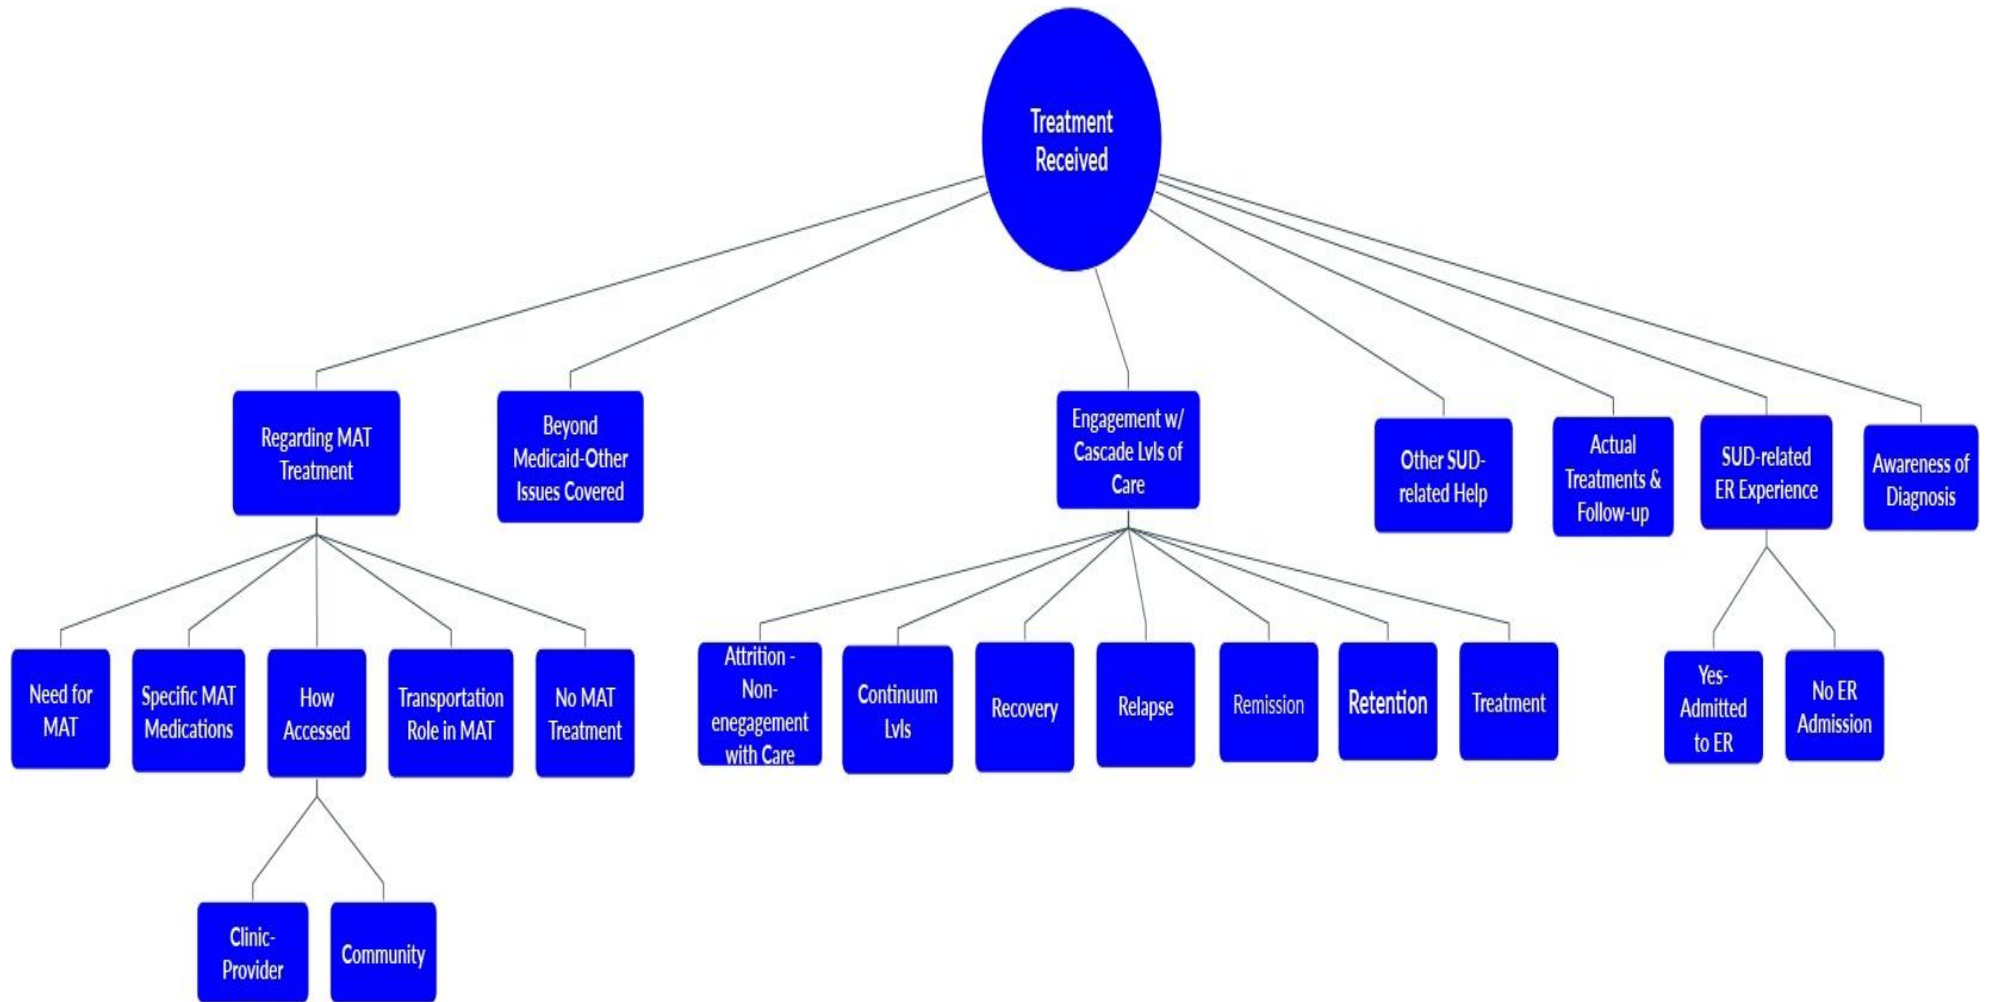 Treatment
Received
Regarding MAT
Treatment
Beyond
Medicaid-Other
Issues Covered
Engagement w/
Cascade Lvls of
Care
Other SUD-
related Help
Actual
Treatments &
Follow-up
SUD-related
ER Experience
Awareness of
Diagnosis
Need for
MAT
Specific MAT
Medications
How
Accessed
Transportation
Role in MAT
No MAT
Treatment
Attrition -
Non-
enegagement
with Care
Continuum
Lvls
Recovery
Relapse
Remission
Retention
Treatment
Yes-
Admitted
to ER
No ER
Admission
Clinic-
Provider
Community